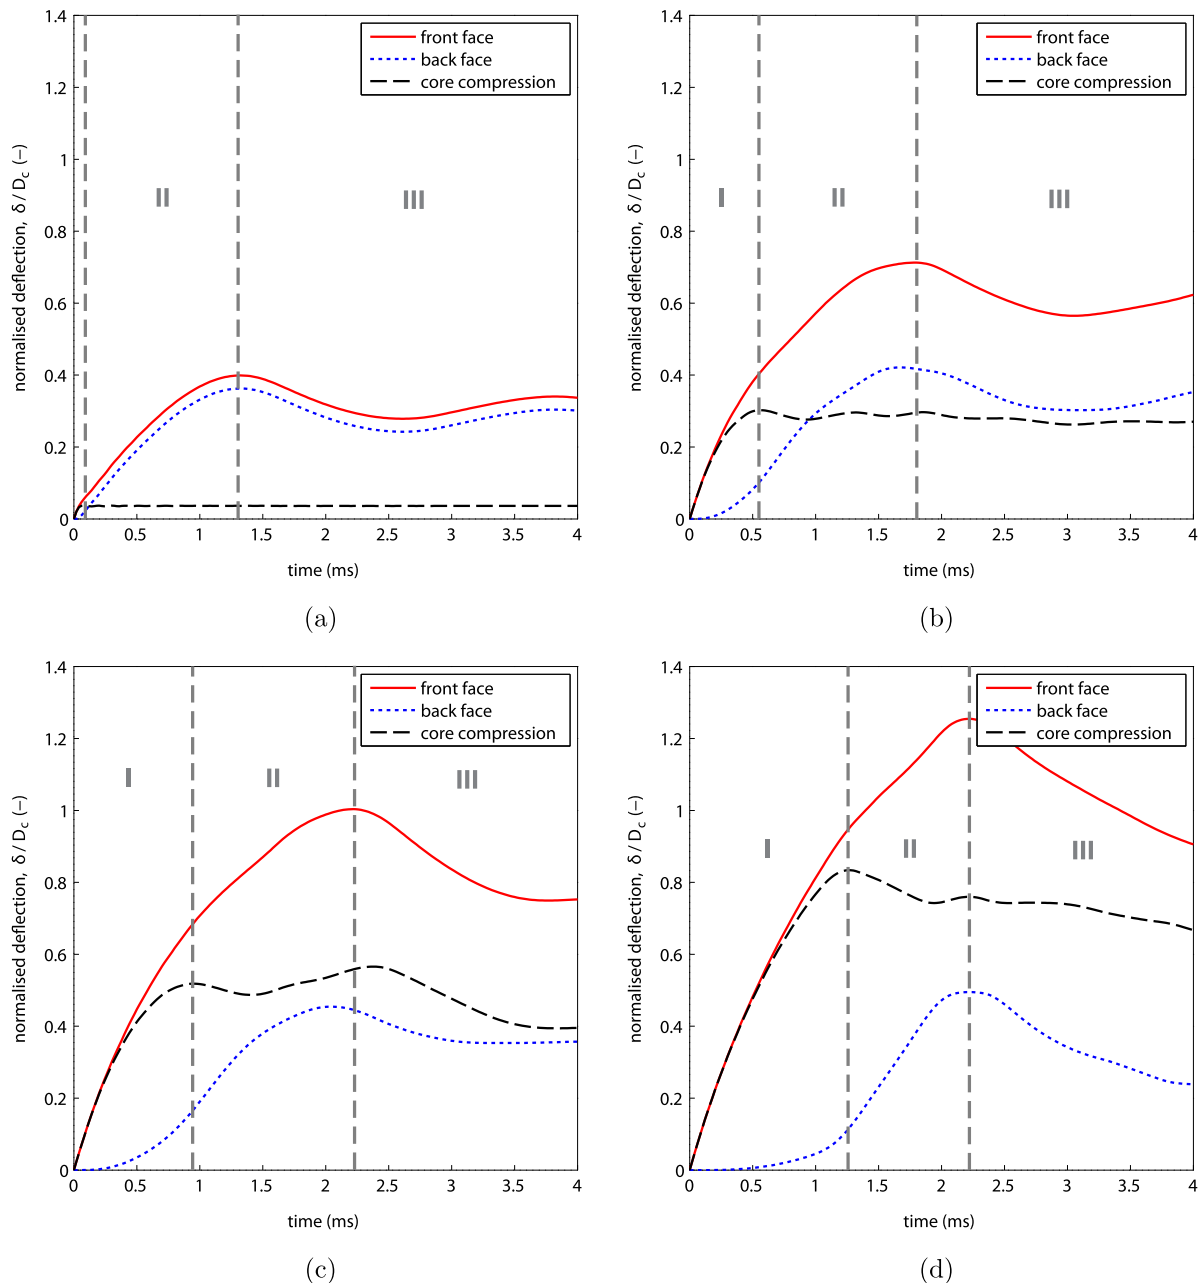 1.4
1.2
1
0.8
0.6
0.4
0.2
0
normalised deflection, δ / Dc (−)
front face
back face
core compression
II
III
0 0.5 1 1.5 2 2.5 3 3.5 4
time (ms)
(a)
1.4
1.2
1
0.8
0.6
0.4
0.2
0
normalised deflection, δ / Dc (−)
front face
back face
core compression
I
II
III
0 0.5 1 1.5 2 2.5 3 3.5 4
time (ms)
(b)
1.4
1.2
1
0.8
0.6
0.4
0.2
0
normalised deflection, δ / Dc (−)
front face
back face
core compression
I
II
III
0 0.5 1 1.5 2 2.5 3 3.5 4
time (ms)
(c)
1.4
1.2
1
0.8
0.6
0.4
0.2
0
normalised deflection, δ / Dc (−)
front face
back face
core compression
I
II
III
0 0.5 1 1.5 2 2.5 3 3.5 4
time (ms)
(d)